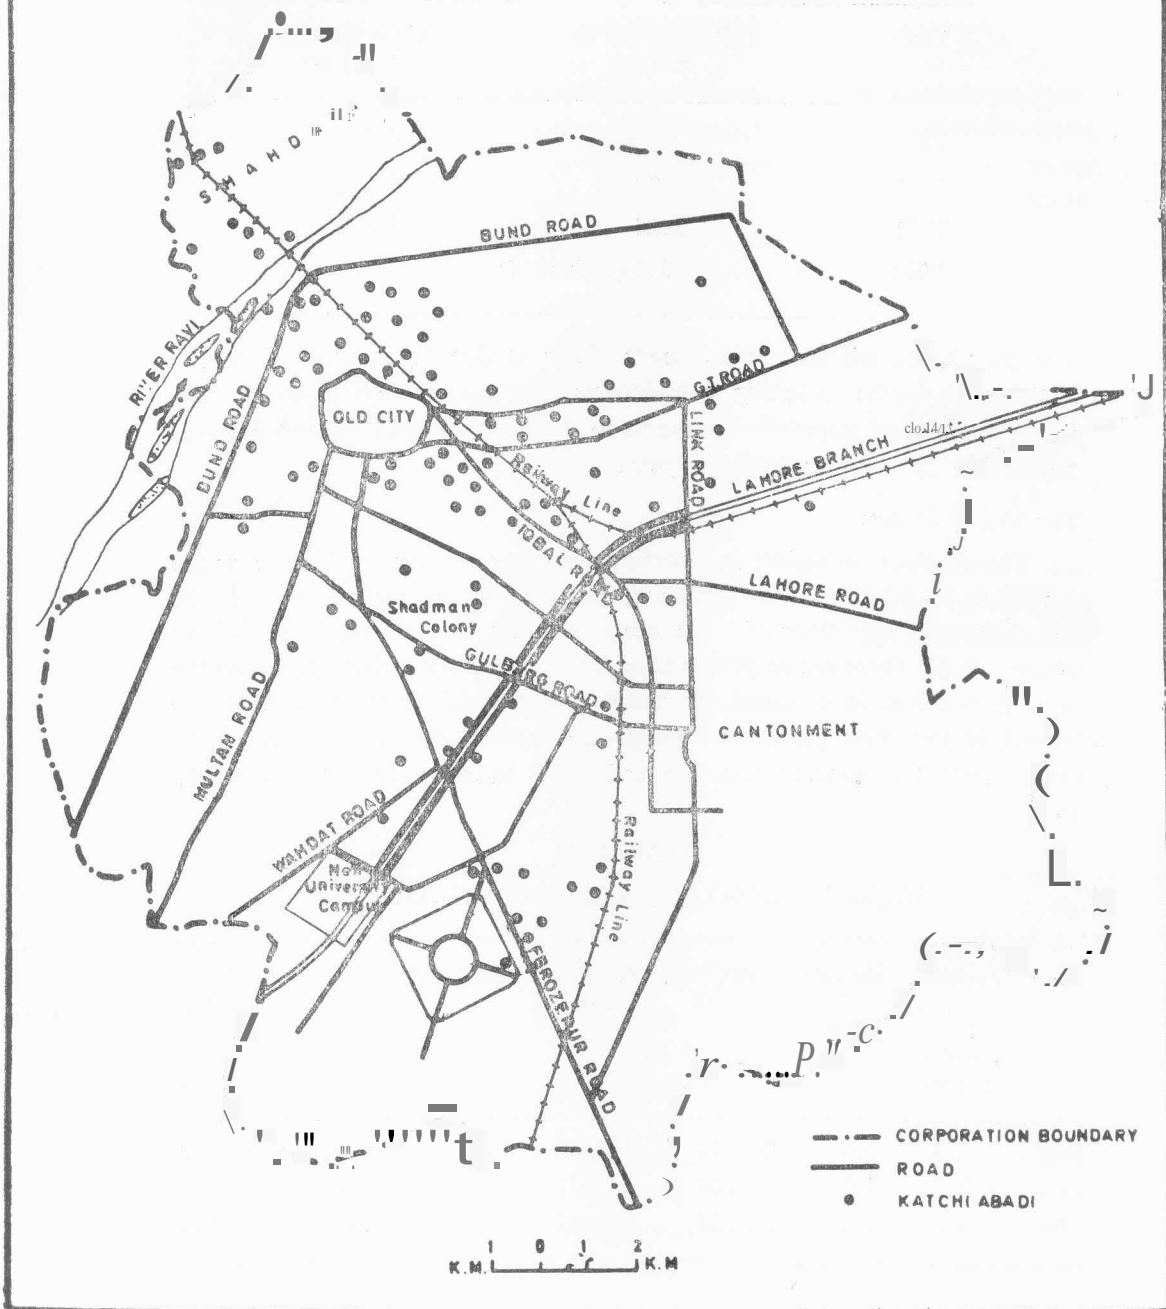 SHAHD
BUND ROAD
RIVER RAVI
BUND ROAD
OLD CITY
G.T. ROAD
LINK ROAD
LAHORE BRANCH
Railway Line
IQBAL ROAD
LAHORE ROAD
Shadman
Colony
GULBERG ROAD
CANTONMENT
MULTAN ROAD
WAHDAT ROAD
New
University
Campus
Railway Line
FEROZEPUR ROAD
CORPORATION BOUNDARY
ROAD
KATCHI ABADI
1 0 1 2
K.M. K.M